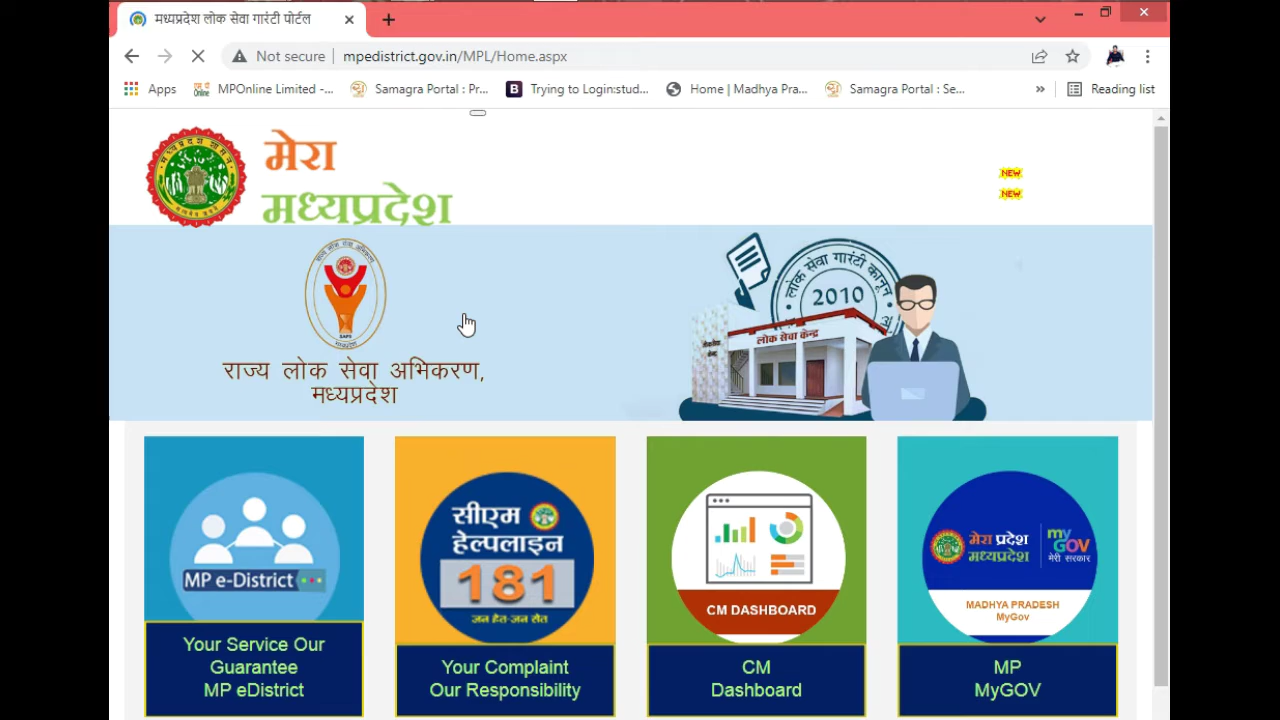 मध्यप्रदेश लोक सेवा गारंटी पोर्टल
Not secure mpedistrict.gov.in/MPL/Home.aspx
Apps MPOnline Limited -... Samagra Portal : Pr... B Trying to Login:stud... Home | Madhya Pra... Samagra Portal : Se... » Reading list
मेरा
मध्यप्रदेश
NEW
NEW
लोक सेवा गारंटी कानून
2010
लोक सेवा केन्द्र
राज्य लोक सेवा अभिकरण,
मध्यप्रदेश
MP e-District
Your Service Our
Guarantee
MP eDistrict
सीएम
हेल्पलाइन
181
जन हेत-जन सेत
Your Complaint
Our Responsibility
CM DASHBOARD
CM
Dashboard
मेरा प्रदेश
मध्यप्रदेश
my
GOV
मेरी सरकार
MADHYA PRADESH
MyGov
MP
MyGOV